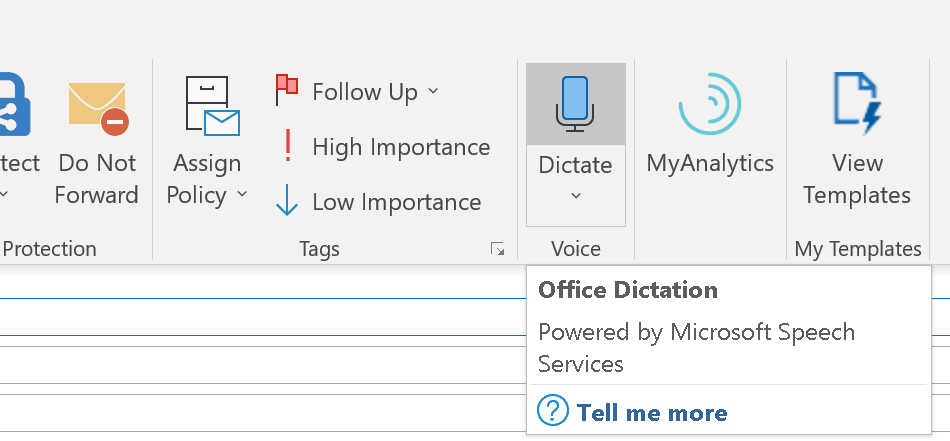 tect
Do Not
Forward
Protection
Assign
Policy
Follow Up
High Importance
Low Importance
Tags
Dictate
Voice
MyAnalytics
View
Templates
My Templates
Office Dictation
Powered by Microsoft Speech
Services
Tell me more